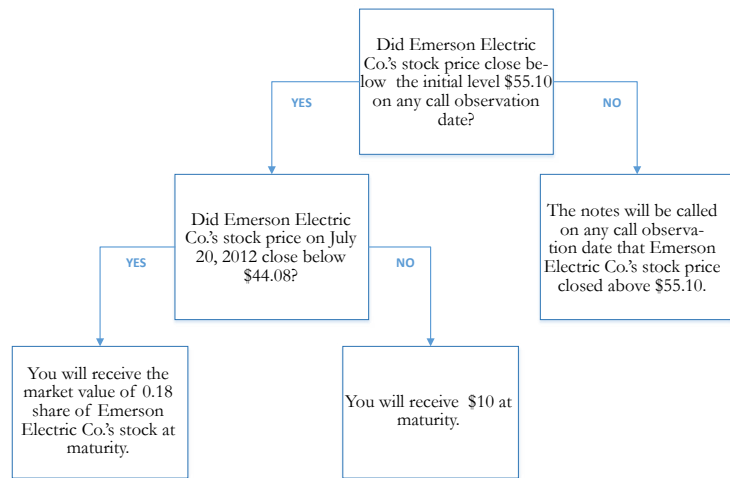 Did Emerson Electric
Co.'s stock price close be-
low the initial level $55.10
on any call observation
date?
YES
NO
Did Emerson Electric
Co.'s stock price on July
20, 2012 close below
$44.08?
The notes will be called
on any call observa-
tion date that Emerson
Electric Co.'s stock price
closed above $55.10.
YES
NO
You will receive the
market value of 0.18
share of Emerson
Electric Co.'s stock at
maturity.
You will receive $10 at
maturity.